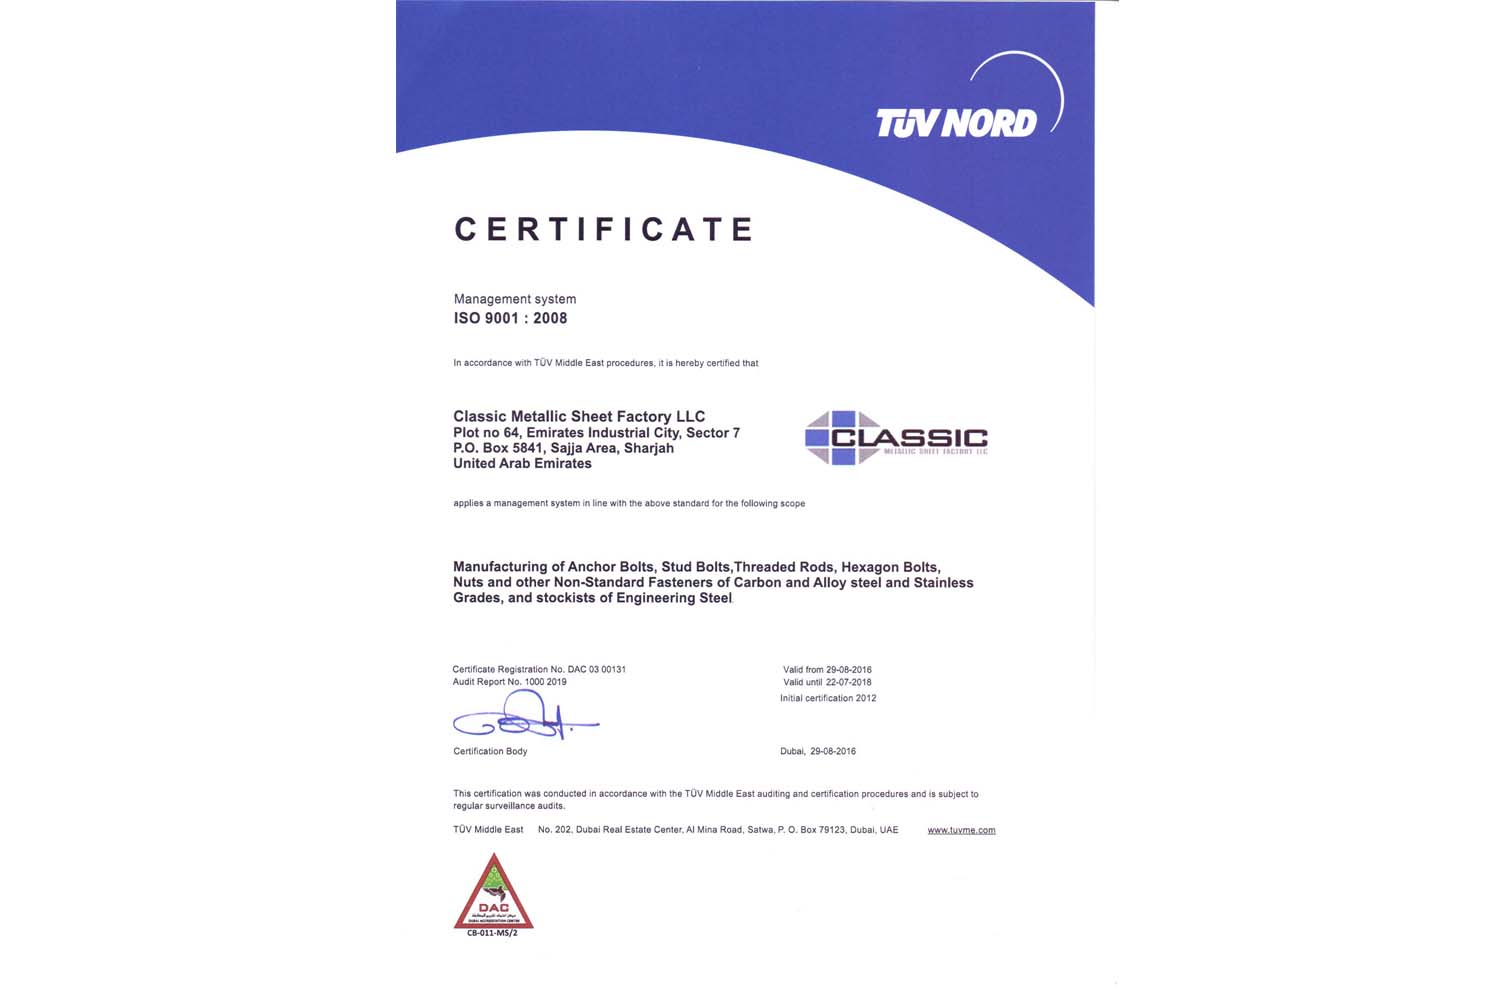 TÜV NORD
CERTIFICATE
Management system
ISO 9001 : 2008
In accordance with TÜV Middle East procedures, it is hereby certified that
Classic Metallic Sheet Factory LLC
Plot no 64, Emirates Industrial City, Sector 7
P.O. Box 5841, Sajja Area, Sharjah
United Arab Emirates
CLASSIC
METALLIC SHEET FACTORY LLC
applies a management system in line with the above standard for the following scope
Manufacturing of Anchor Bolts, Stud Bolts,Threaded Rods, Hexagon Bolts,
Nuts and other Non-Standard Fasteners of Carbon and Alloy steel and Stainless
Grades, and stockists of Engineering Steel.
Certificate Registration No. DAC 03 00131
Audit Report No. 1000 2019
Valid from 29-08-2016
Valid until 22-07-2018
Initial certification 2012
Certification Body
Dubai, 29-08-2016
This certification was conducted in accordance with the TÜV Middle East auditing and certification procedures and is subject to
regular surveillance audits.
TÜV Middle East No. 202, Dubai Real Estate Center, Al Mina Road, Satwa, P. O. Box 79123, Dubai, UAE www.tuvme.com
DAC
DUBAI ACCREDITATION CENTRE
CB-011-MS/2